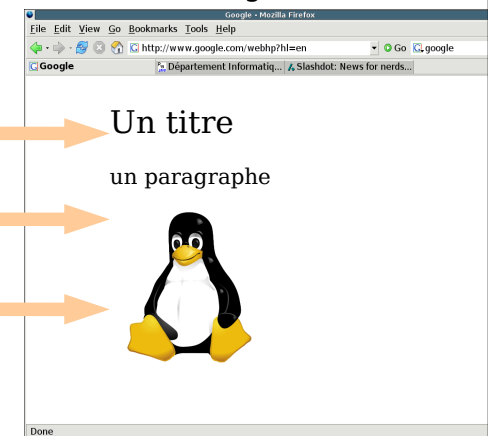 Google - Mozilla Firefox
File Edit View Go Bookmarks Tools Help
http://www.google.com/webhp?hl=en Go google
Google Département Informatiq... Slashdot: News for nerds...
Un titre
un paragraphe
Done